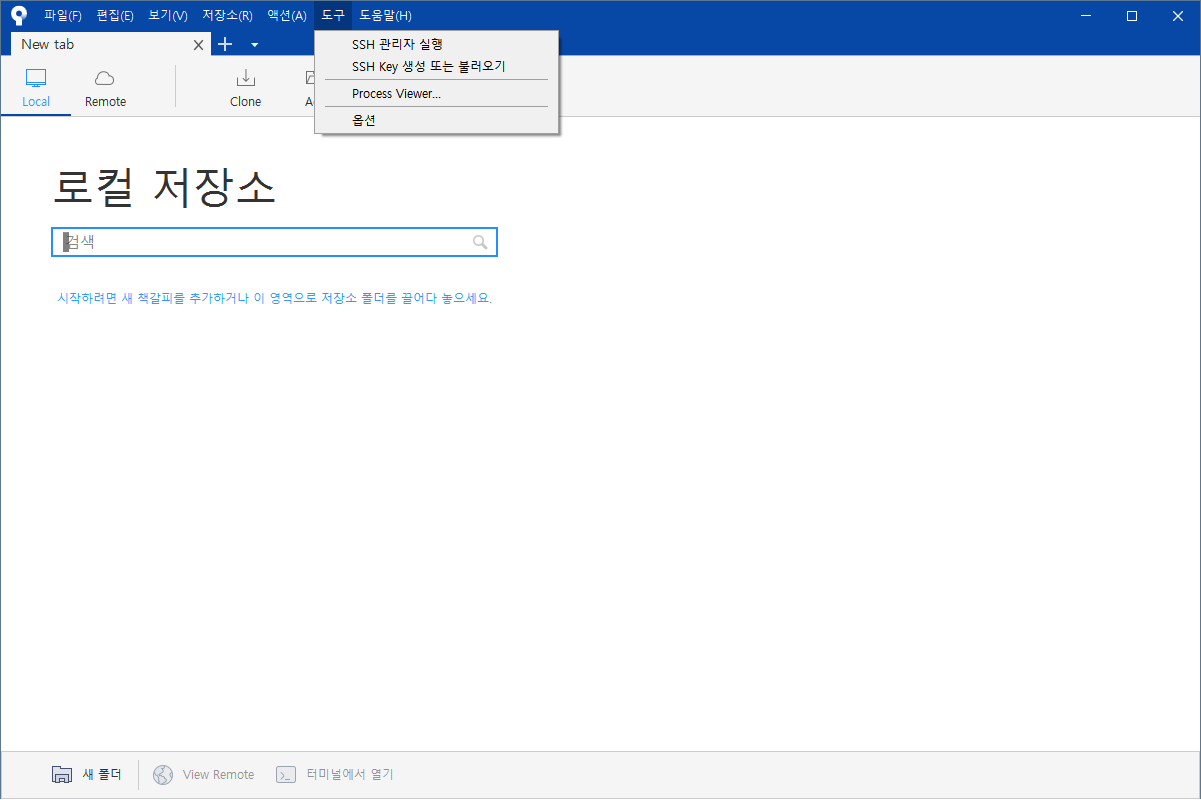 파일(F) 편집(E) 보기(V) 저장소(R) 액션(A) 도구 도움말(H)
New tab
SSH 관리자 실행
SSH Key 생성 또는 불러오기
Process Viewer...
옵션
Local Remote Clone
로컬 저장소
검색
시작하려면 새 책갈피를 추가하거나 이 영역으로 저장소 폴더를 끌어다 놓으세요.
새 폴더 View Remote 터미널에서 열기